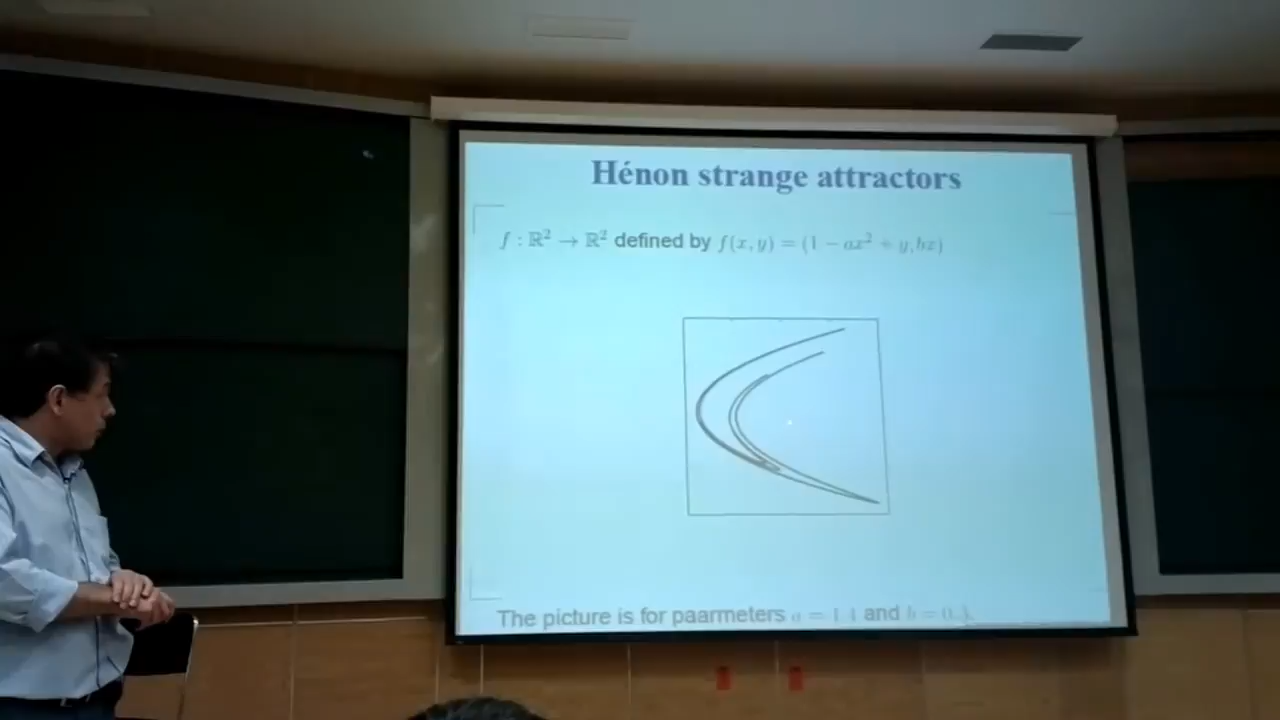 Hénon strange attractors
f : ℝ² → ℝ² defined by f(x, y) = (1 − ax² + y, bx)
The picture is for paarmeters a = 1.4 and b = 0.3.